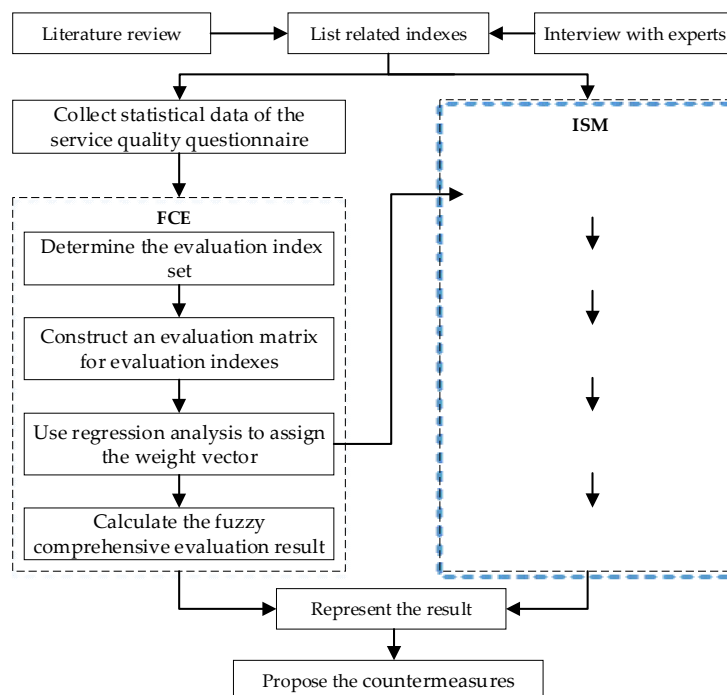 Literature review
List related indexes
Interview with experts
Collect statistical data of the
service quality questionnaire
ISM
FCE
Determine the evaluation index
set
Construct an evaluation matrix
for evaluation indexes
Use regression analysis to assign
the weight vector
Calculate the fuzzy
comprehensive evaluation result
Represent the result
Propose the countermeasures